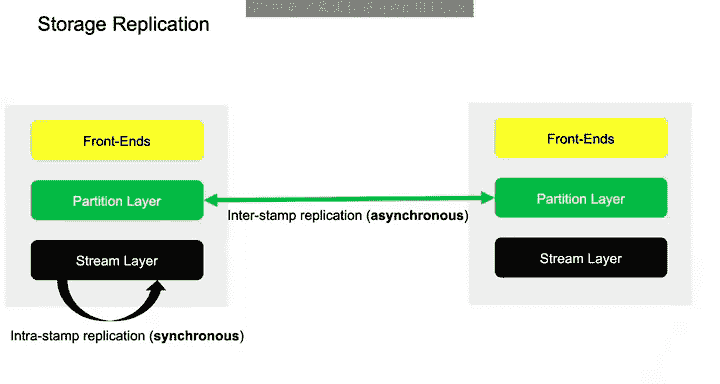 Storage Replication
Front-Ends
Front-Ends
Partition Layer
Partition Layer
Inter-stamp replication (asynchronous)
Stream Layer
Stream Layer
Intra-stamp replication (synchronous)